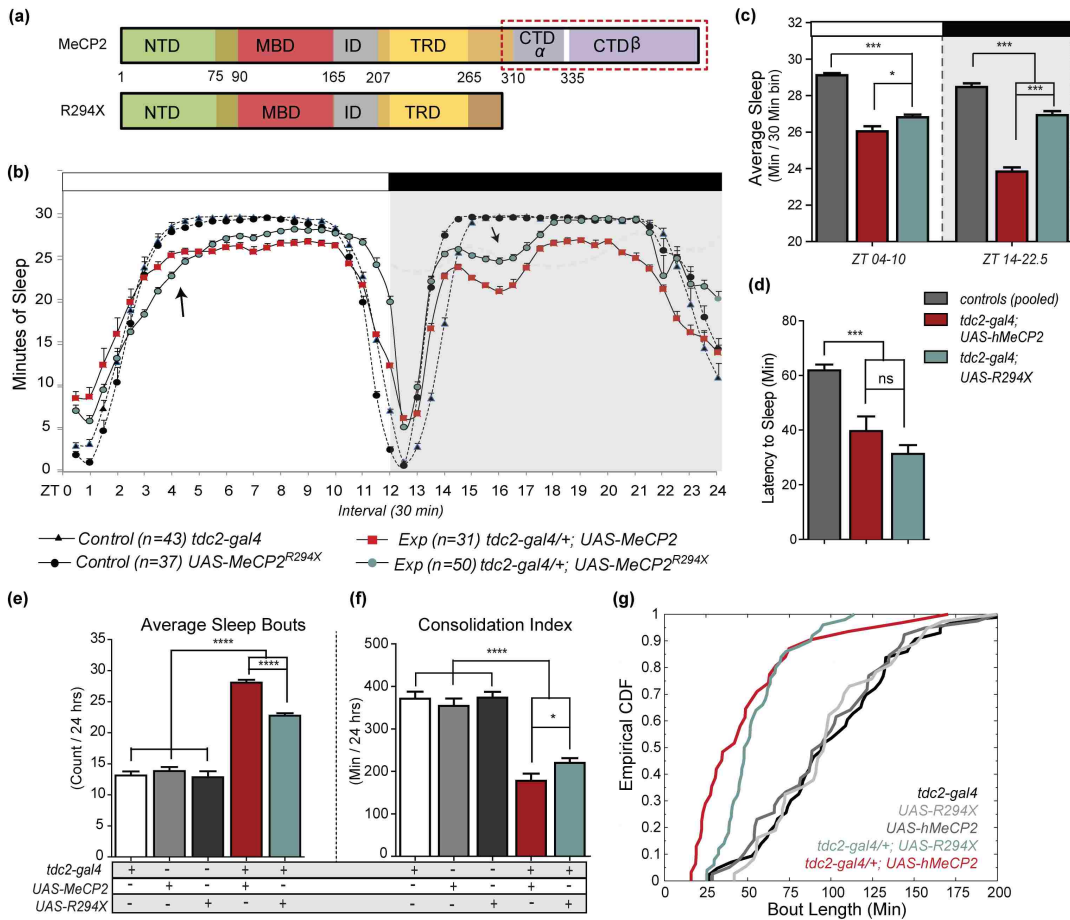 (a)
MeCP2
NTD MBD ID TRD CTD α CTDβ
1 75 90 165 207 265 310 335
R294X
NTD MBD ID TRD
(b)
Minutes of Sleep
30
25
20
15
10
5
0
ZT 0 1 2 3 4 5 6 7 8 9 10 11 12 13 14 15 16 17 18 19 20 21 22 23 24
Interval (30 min)
Control (n=43) tdc2-gal4
Control (n=37) UAS-MeCP2R294X
Exp (n=31) tdc2-gal4/+; UAS-MeCP2
Exp (n=50) tdc2-gal4/+; UAS-MeCP2R294X
(c)
Average Sleep
(Min / 30 Min bin)
32
30
28
26
24
22
20
***
*
***
***
ZT 04-10 ZT 14-22.5
(d)
Latency to Sleep (Min)
80
60
40
20
0
***
ns
controls (pooled)
tdc2-gal4;
UAS-hMeCP2
tdc2-gal4;
UAS-R294X
(e)
Average Sleep Bouts
(Count / 24 hrs)
35
30
25
20
15
10
5
0
****
****
(f)
Consolidation Index
(Min / 24 hrs)
500
400
300
200
100
0
****
*
tdc2-gal4 + - - + + + - - + +
UAS-MeCP2 - + - + - - + - + -
UAS-R294X - - + - + - - + - +
(g)
Empirical CDF
1
0.9
0.8
0.7
0.6
0.5
0.4
0.3
0.2
0.1
0
0 25 50 75 100 125 150 175 200
Bout Length (Min)
tdc2-gal4
UAS-R294X
UAS-hMeCP2
tdc2-gal4/+; UAS-R294X
tdc2-gal4/+; UAS-hMeCP2